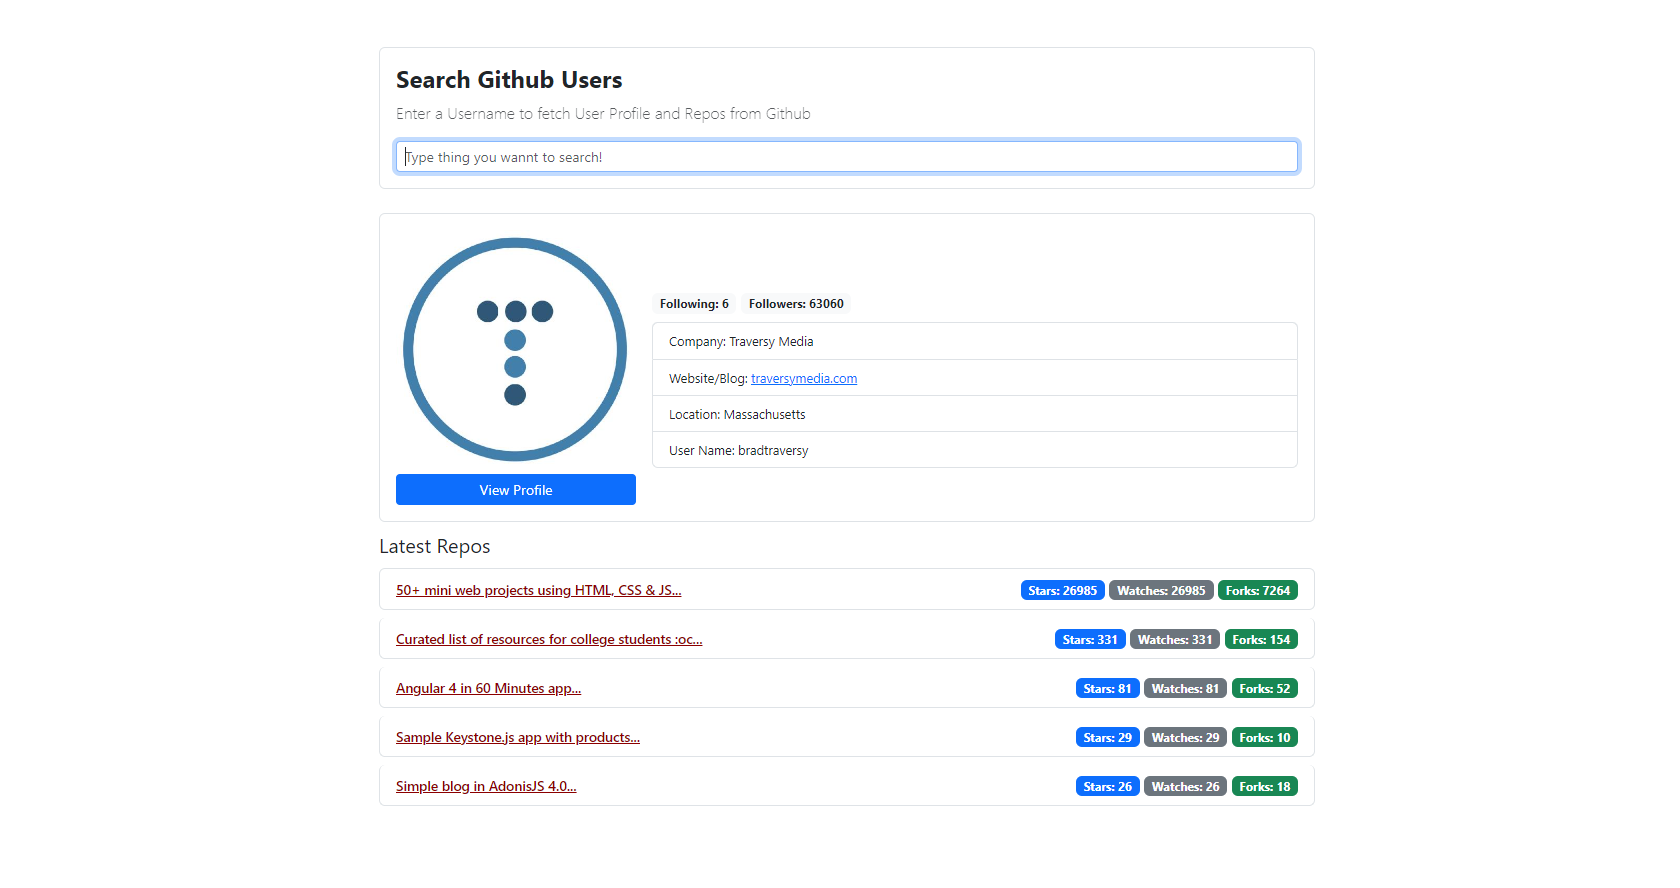 Search Github Users
Enter a Username to fetch User Profile and Repos from Github
Type thing you wannt to search!
Following: 6 Followers: 63060
Company: Traversy Media
Website/Blog: traversymedia.com
Location: Massachusetts
User Name: bradtraversy
View Profile
Latest Repos
50+ mini web projects using HTML, CSS & JS... Stars: 26985 Watches: 26985 Forks: 7264
Curated list of resources for college students :oc... Stars: 331 Watches: 331 Forks: 154
Angular 4 in 60 Minutes app... Stars: 81 Watches: 81 Forks: 52
Sample Keystone.js app with products... Stars: 29 Watches: 29 Forks: 10
Simple blog in AdonisJS 4.0... Stars: 26 Watches: 26 Forks: 18